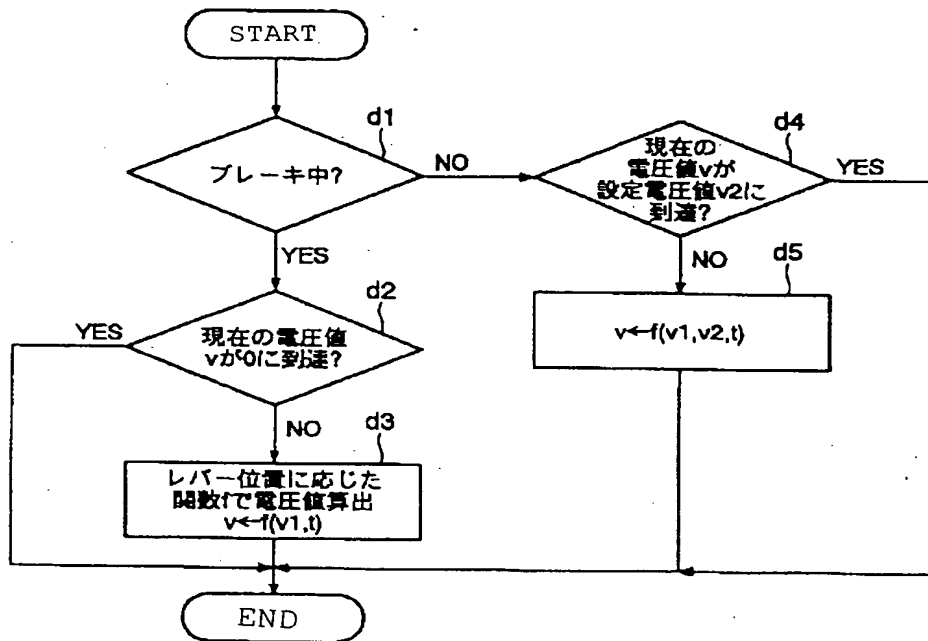 START
d1
ブレーキ中?
NO
YES
d4
現在の
電圧値vが
設定電圧値v2に
到達?
YES
NO
d5
v←f(v1,v2,t)
d2
YES
現在の電圧値
vが0に到達?
NO
d3
レバー位置に応じた
関数fで電圧値算出
v←f(v1,t)
END